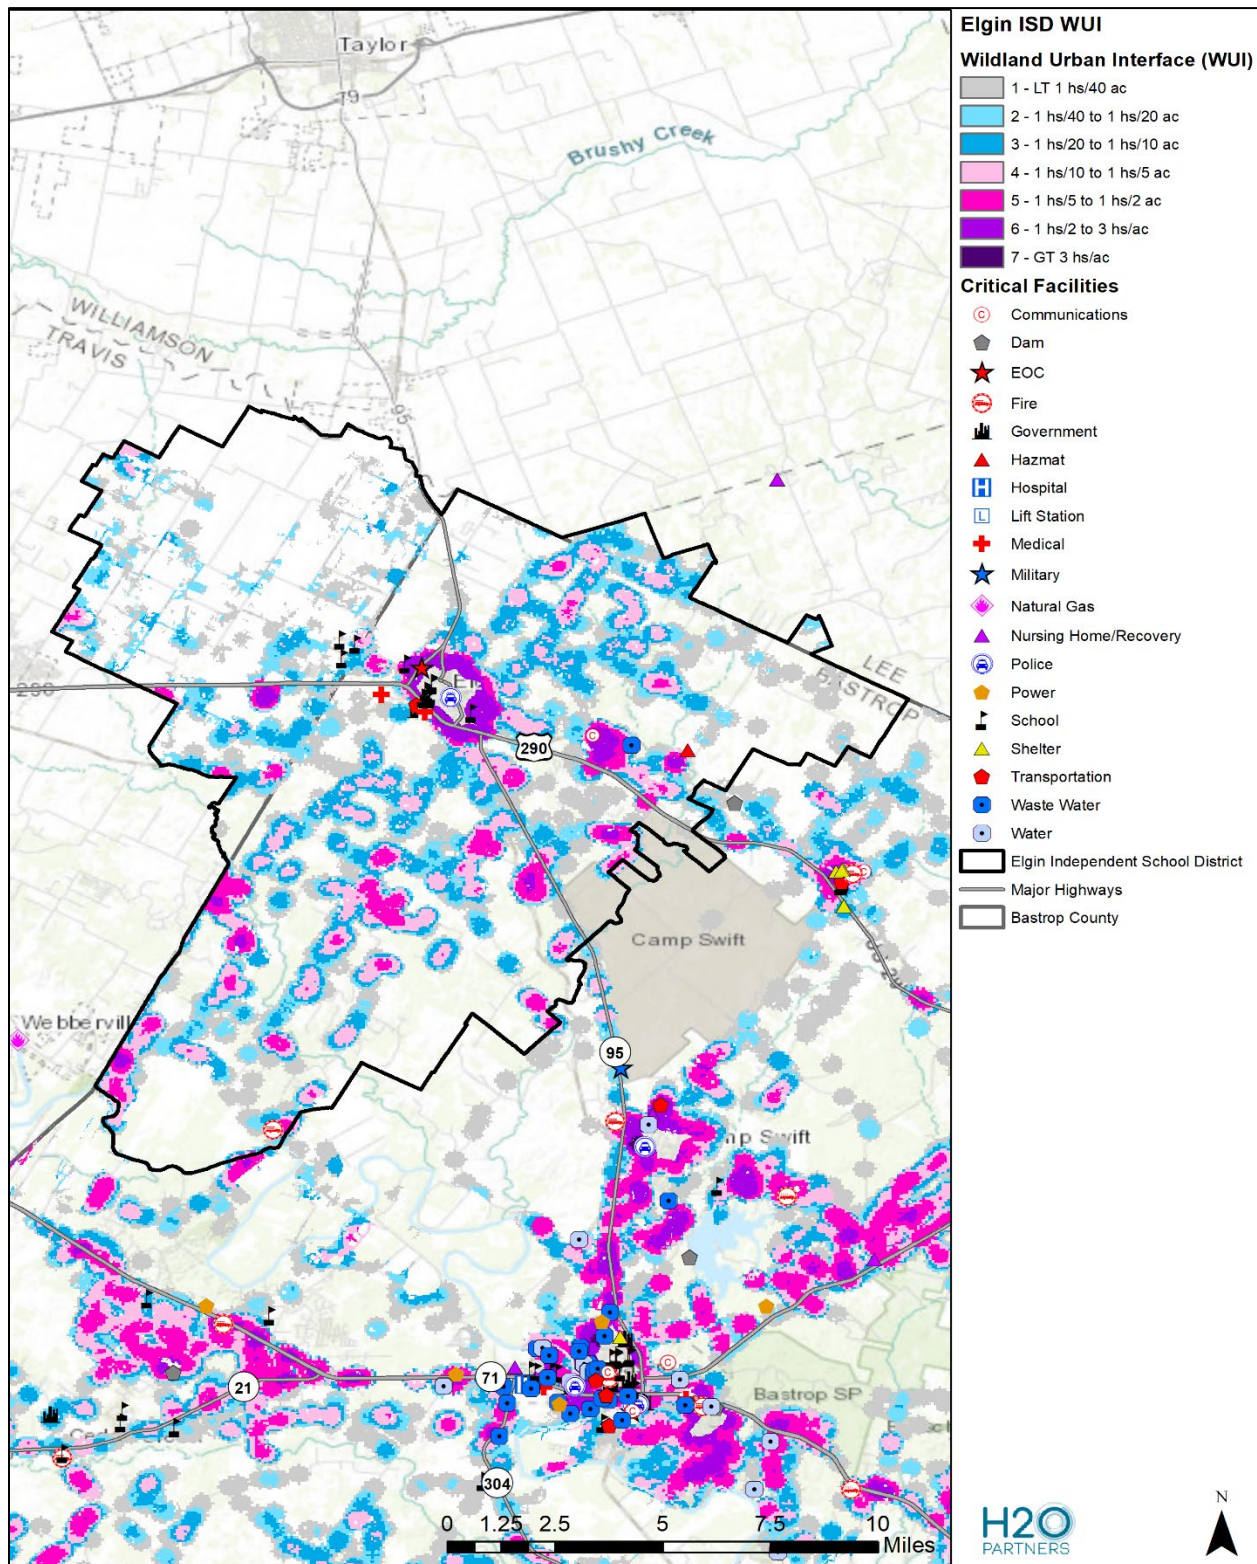 Taylor
79
Brushy Creek
WILLIAMSON
TRAVIS
95
LEE
BASTROP
290
290
Camp Swift
Webberville
95
Camp Swift
21
71
304
Bastrop SP
0 1.25 2.5 5 7.5 10
Miles
Elgin ISD WUI
Wildland Urban Interface (WUI)
1 - LT 1 hs/40 ac
2 - 1 hs/40 to 1 hs/20 ac
3 - 1 hs/20 to 1 hs/10 ac
4 - 1 hs/10 to 1 hs/5 ac
5 - 1 hs/5 to 1 hs/2 ac
6 - 1 hs/2 to 3 hs/ac
7 - GT 3 hs/ac
Critical Facilities
C Communications
Dam
EOC
Fire
Government
Hazmat
H Hospital
L Lift Station
Medical
Military
Natural Gas
Nursing Home/Recovery
Police
Power
School
Shelter
Transportation
Waste Water
Water
Elgin Independent School District
Major Highways
Bastrop County
H2O
PARTNERS
N